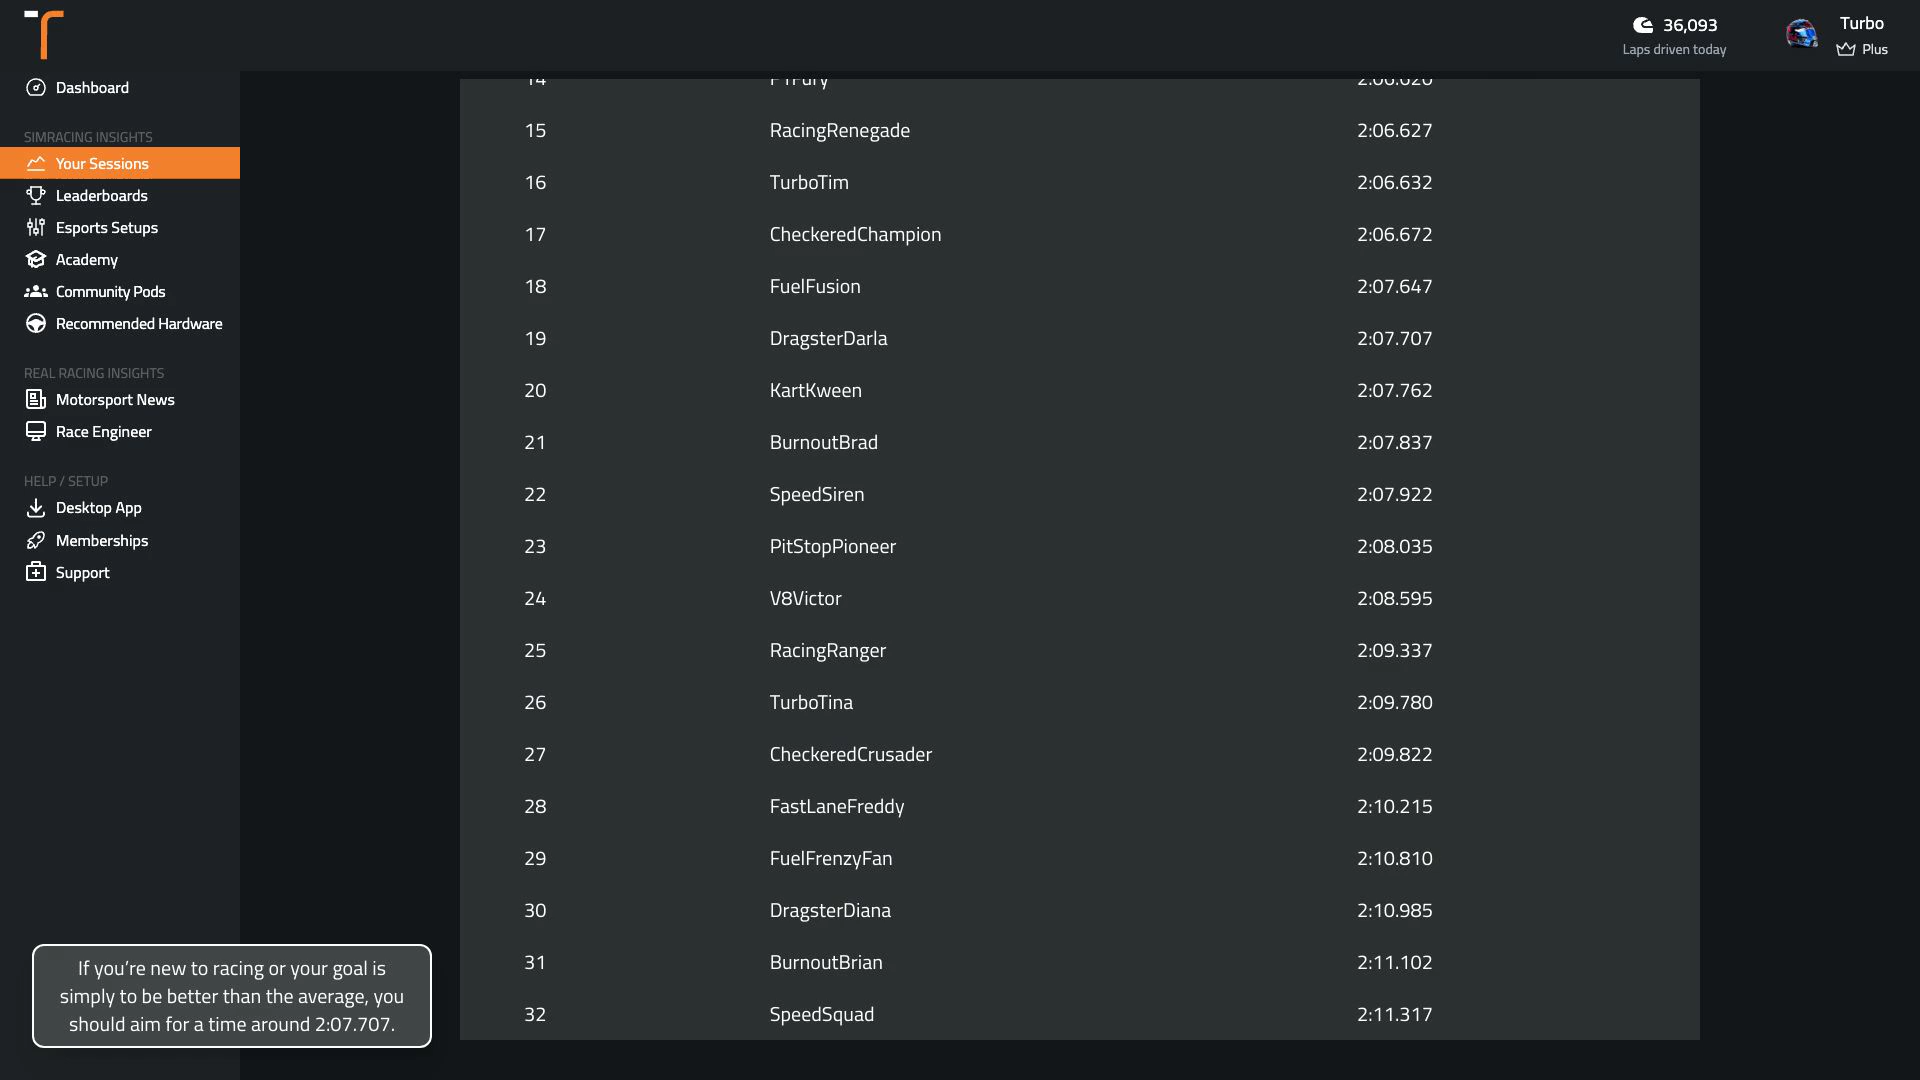 36,093
Laps driven today
Turbo
Plus
Dashboard
SIMRACING INSIGHTS
Your Sessions
Leaderboards
Esports Setups
Academy
Community Pods
Recommended Hardware
REAL RACING INSIGHTS
Motorsport News
Race Engineer
HELP / SETUP
Desktop App
Memberships
Support
14 F1Fury 2:06.620
15 RacingRenegade 2:06.627
16 TurboTim 2:06.632
17 CheckeredChampion 2:06.672
18 FuelFusion 2:07.647
19 DragsterDarla 2:07.707
20 KartKween 2:07.762
21 BurnoutBrad 2:07.837
22 SpeedSiren 2:07.922
23 PitStopPioneer 2:08.035
24 V8Victor 2:08.595
25 RacingRanger 2:09.337
26 TurboTina 2:09.780
27 CheckeredCrusader 2:09.822
28 FastLaneFreddy 2:10.215
29 FuelFrenzyFan 2:10.810
30 DragsterDiana 2:10.985
31 BurnoutBrian 2:11.102
32 SpeedSquad 2:11.317
If you’re new to racing or your goal is
simply to be better than the average, you
should aim for a time around 2:07.707.